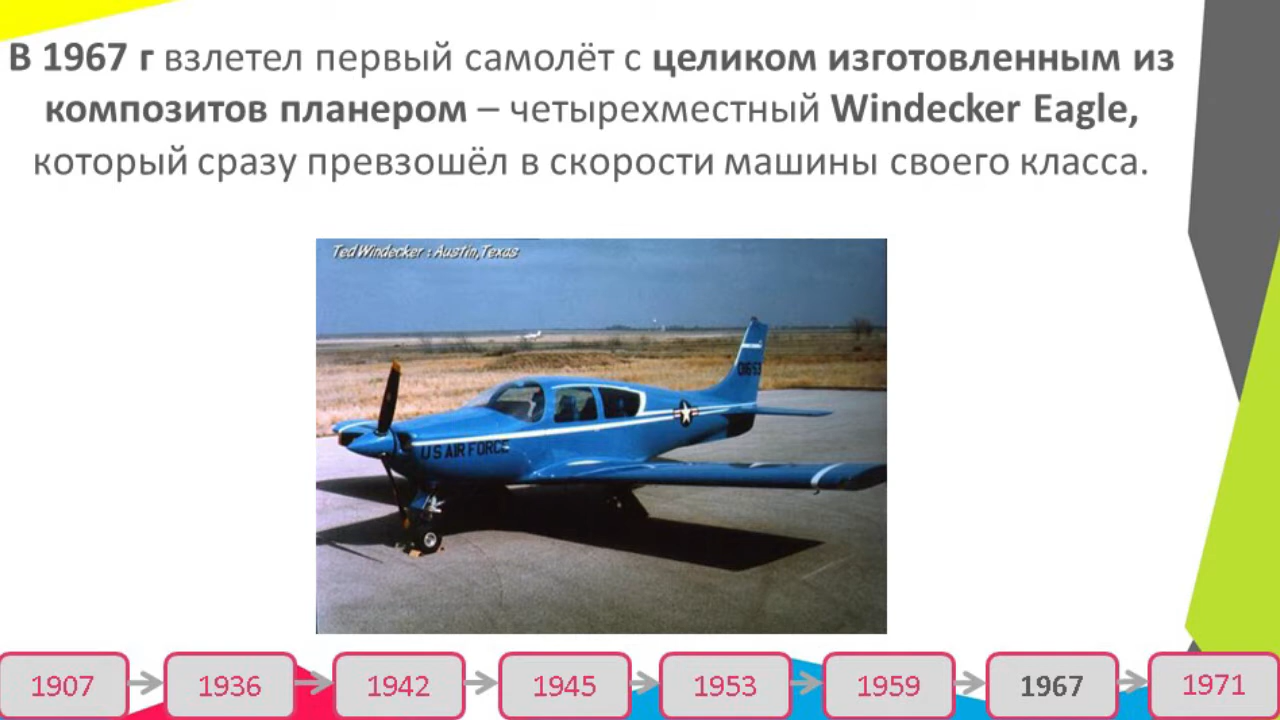 В 1967 г взлетел первый самолёт с целиком изготовленным из
композитов планером – четырехместный Windecker Eagle,
который сразу превзошёл в скорости машины своего класса.
Ted Windecker : Austin, Texas
01653
U S AIR FORCE
1907
1936
1942
1945
1953
1959
1967
1971